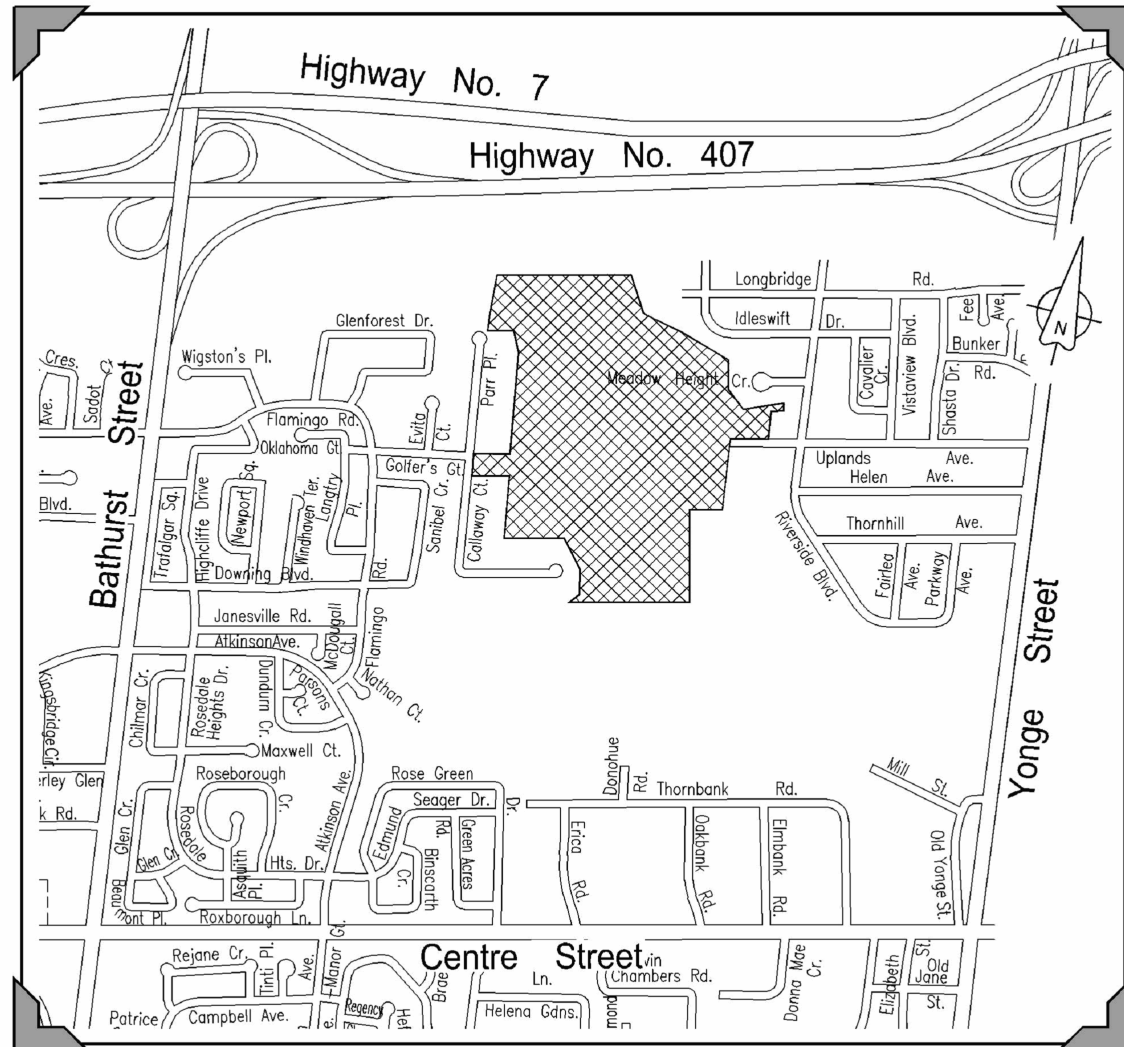 Highway No. 7
Highway No. 407
Longbridge Rd.
Fee Ave.
Idleswift Dr.
Glenforest Dr.
Bunker Rd.
Cavalier Cr.
Vistaview Blvd.
Shasta Dr.
N
Wigston's Pl.
Cres.
Ave.
Sadot Ct.
Parr Pl.
Meadow Height Cr.
Bathurst Street
Flamingo Rd.
Evita Ct.
Oklahoma Gt.
Golfer's Gt.
Uplands Ave.
Helen Ave.
Blvd.
Trafalgar Sq.
Highcliffe Drive
Newport Sq.
Windhaven Ter.
Langtry Pl.
Sanibel Cr.
Callaway Ct.
Thornhill Ave.
Riverside Blvd.
Fairlea Ave.
Parkway Ave.
Downing Blvd.
Flamingo Rd.
Janesville Rd.
Atkinson Ave.
McDougall Ct.
Yonge Street
Kingsbridge Cir.
Chilmar Cr.
Rosedale Heights Dr.
Dundurn Cr.
Parsons Ct.
Nathan Ct.
Maxwell Ct.
erley Glen
k Rd.
Roseborough Cr.
Atkinson Ave.
Rose Green Dr.
Seager Dr.
Donohue Rd.
Thornbank Rd.
Mill St.
Glen Cr.
Rosedale Hts. Dr.
Glen Cr.
Asquith Pl.
Edmund Cr.
Binscarth Rd.
Green Acres
Erica Rd.
Oakbank Rd.
Elmbank Rd.
Old Yonge St.
Beaumont Pl.
Roxborough Ln.
Centre Street
Rejane Cr.
Tinti Pl.
Ave.
Manor Gt.
Brae
Ln.
vin
Chambers Rd.
Donna Mae Cr.
Elizabeth St.
Old Jane St.
Patrice
Campbell Ave.
Regency
Helena Gdns.
mond